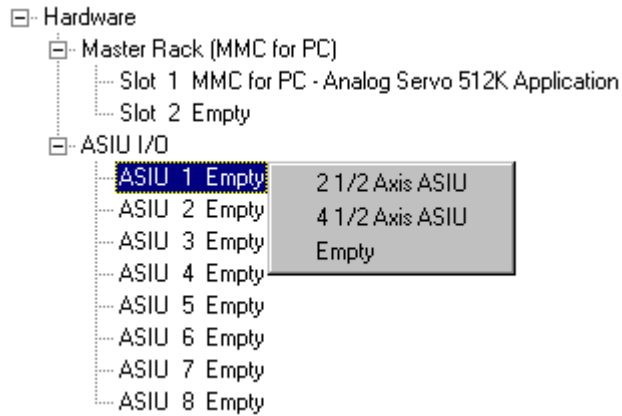 Hardware
Master Rack (MMC for PC)
Slot 1 MMC for PC - Analog Servo 512K Application
Slot 2 Empty
ASIU I/O
ASIU 1 Empty
2 1/2 Axis ASIU
ASIU 2 Empty
4 1/2 Axis ASIU
ASIU 3 Empty
Empty
ASIU 4 Empty
ASIU 5 Empty
ASIU 6 Empty
ASIU 7 Empty
ASIU 8 Empty